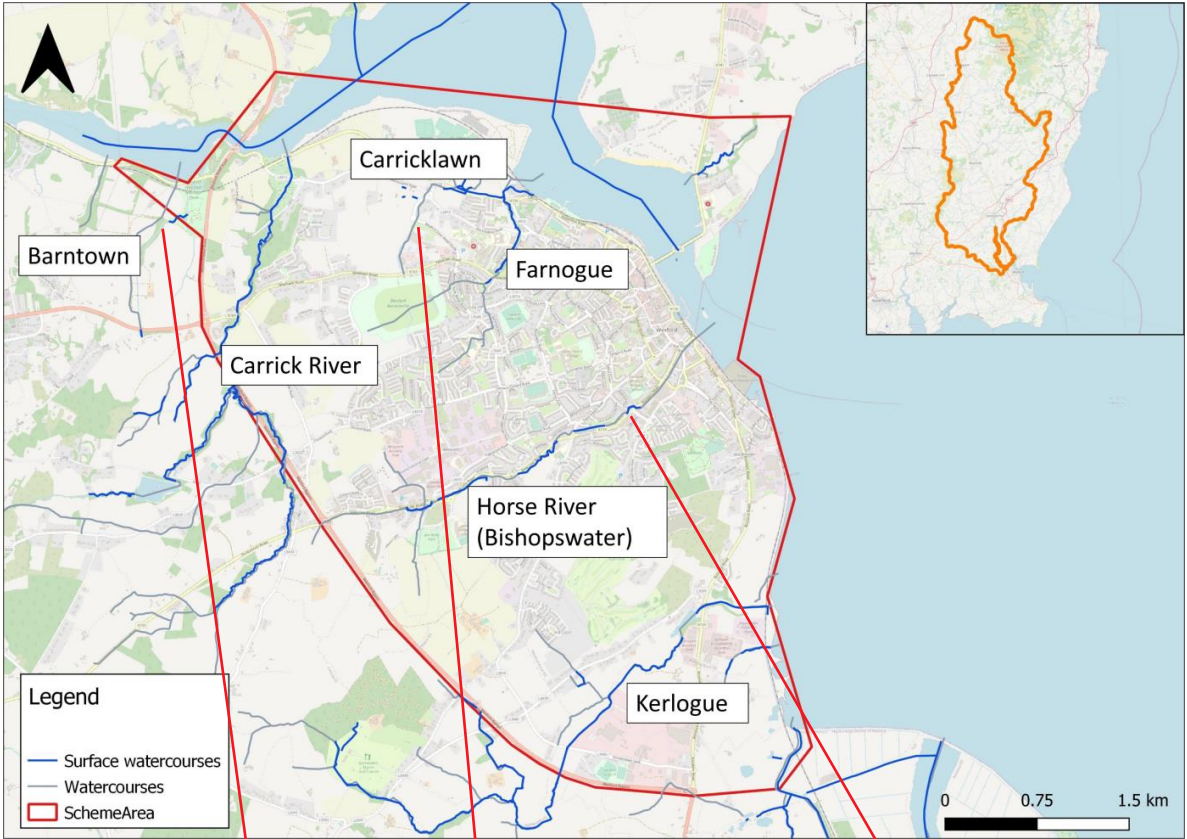 Carricklawn
Barntown
Farnogue
Carrick River
Horse River
(Bishopswater)
Kerlogue
Legend
Surface watercourses
Watercourses
SchemeArea
0 0.75 1.5 km
Wexford